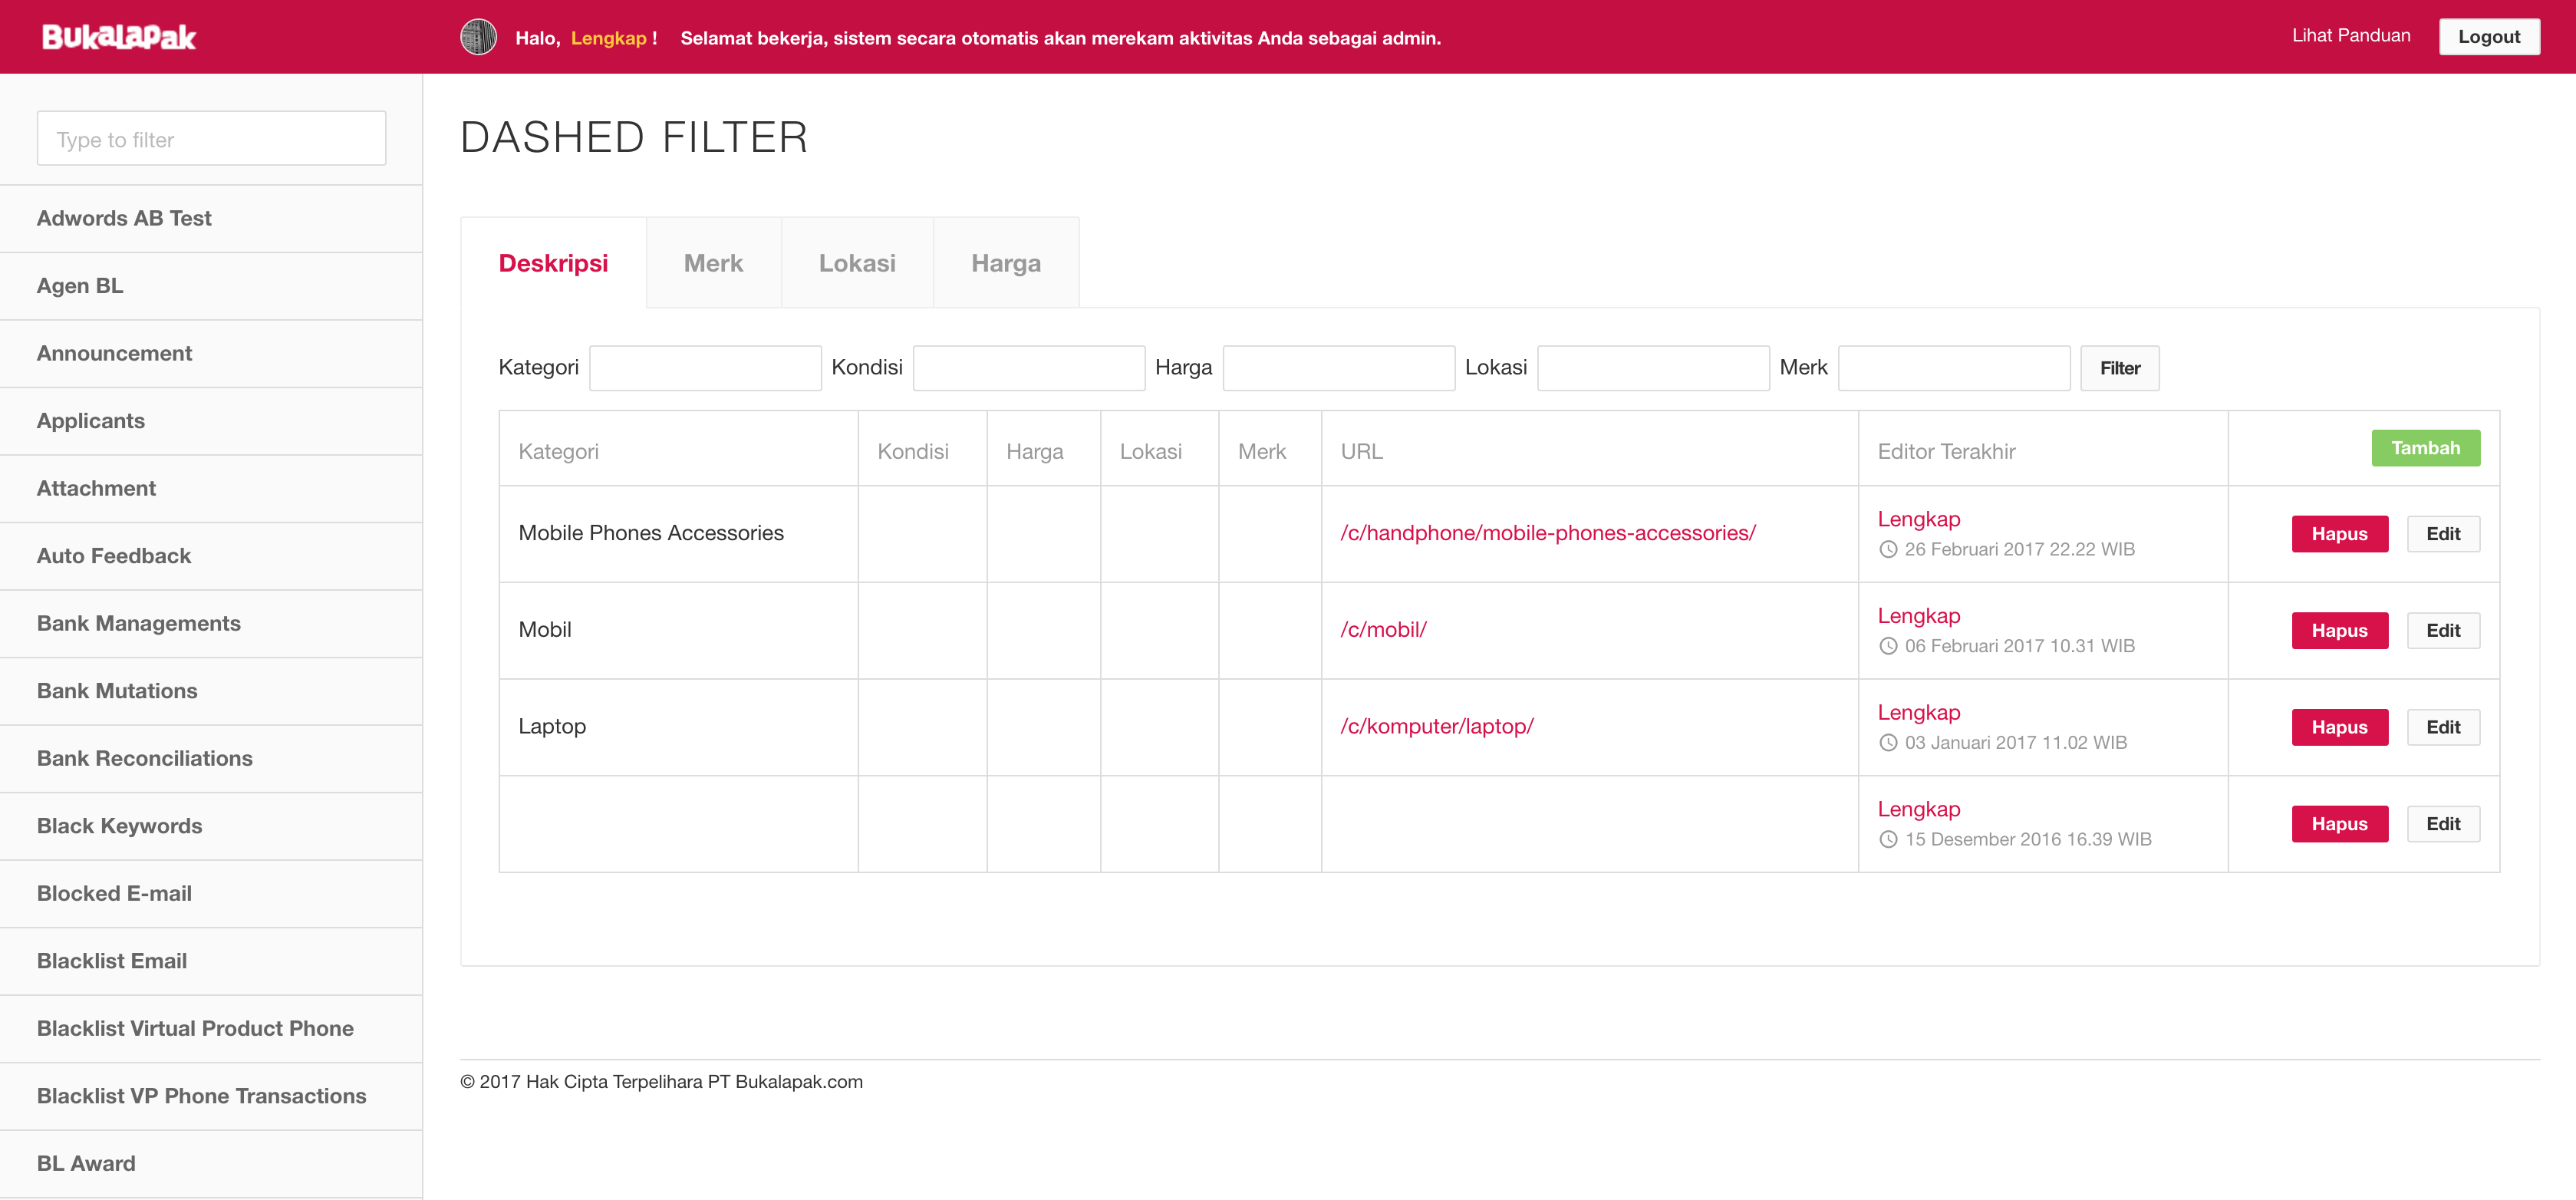 BukaLapak
Halo, Lengkap ! Selamat bekerja, sistem secara otomatis akan merekam aktivitas Anda sebagai admin.
Lihat Panduan
Logout
Type to filter
Adwords AB Test
Agen BL
Announcement
Applicants
Attachment
Auto Feedback
Bank Managements
Bank Mutations
Bank Reconciliations
Black Keywords
Blocked E-mail
Blacklist Email
Blacklist Virtual Product Phone
Blacklist VP Phone Transactions
BL Award
DASHED FILTER
Deskripsi Merk Lokasi Harga
Kategori Kondisi Harga Lokasi Merk Filter
Kategori Kondisi Harga Lokasi Merk URL Editor Terakhir Tambah
Mobile Phones Accessories /c/handphone/mobile-phones-accessories/ Lengkap
26 Februari 2017 22.22 WIB
Hapus Edit
Mobil /c/mobil/ Lengkap
06 Februari 2017 10.31 WIB
Hapus Edit
Laptop /c/komputer/laptop/ Lengkap
03 Januari 2017 11.02 WIB
Hapus Edit
Lengkap
15 Desember 2016 16.39 WIB
Hapus Edit
© 2017 Hak Cipta Terpelihara PT Bukalapak.com